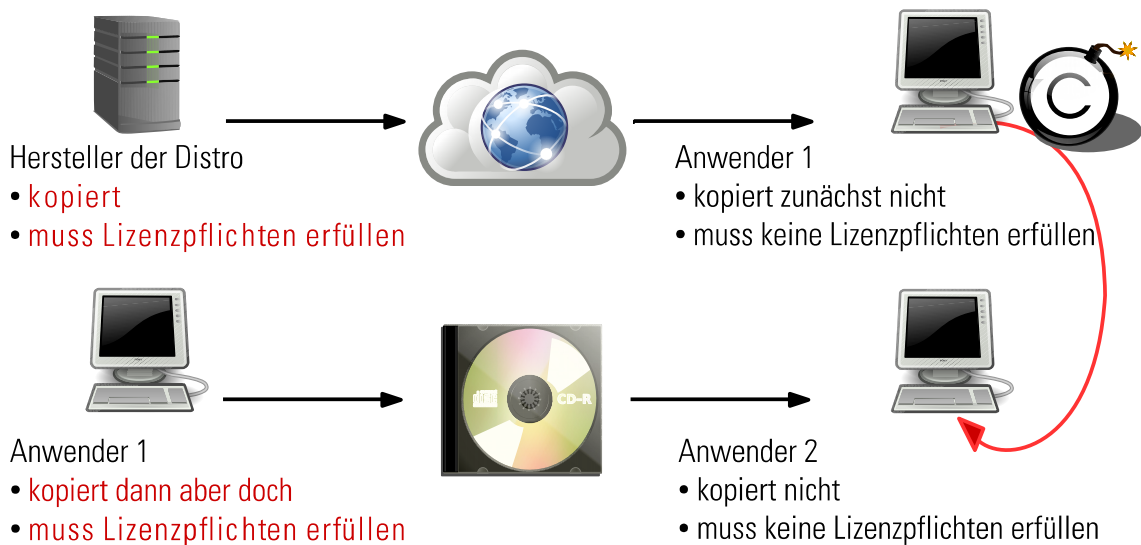 Hersteller der Distro
• kopiert
• muss Lizenzpflichten erfüllen
Anwender 1
• kopiert zunächst nicht
• muss keine Lizenzpflichten erfüllen
C
Anwender 1
• kopiert dann aber doch
• muss Lizenzpflichten erfüllen
CD-R
Anwender 2
• kopiert nicht
• muss keine Lizenzpflichten erfüllen